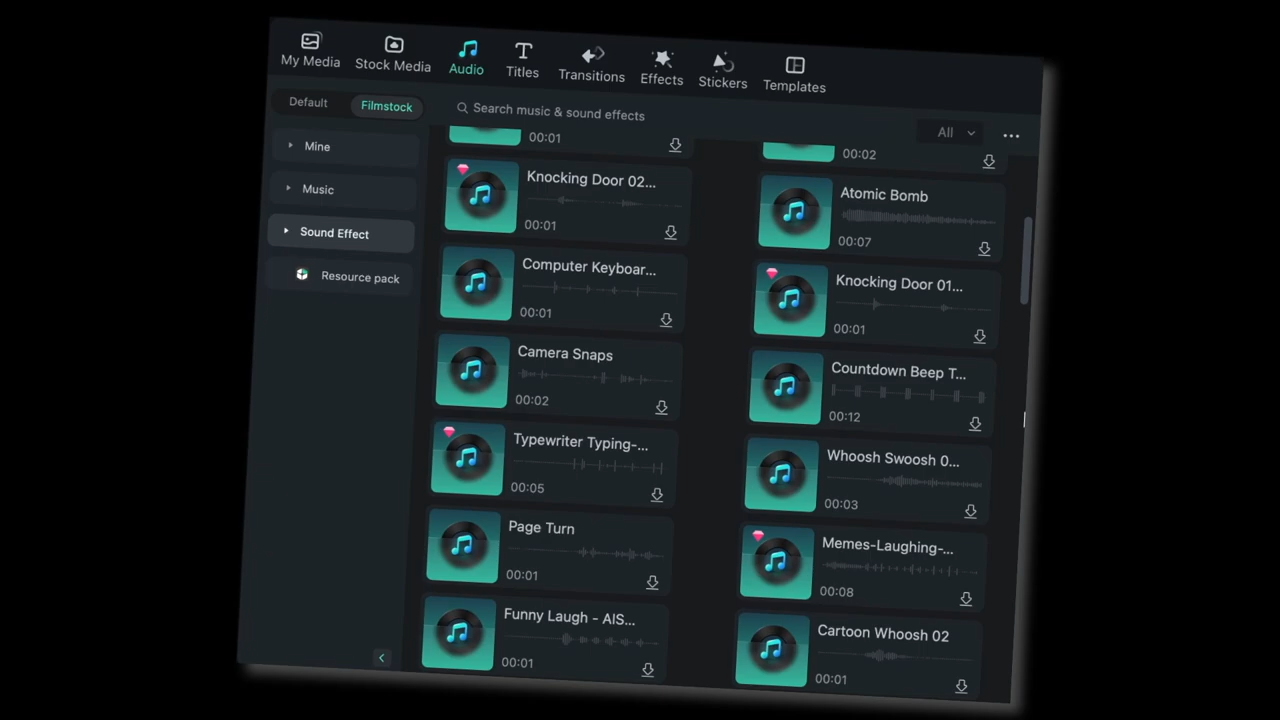 My Media
Stock Media
Audio
Titles
Transitions
Effects
Stickers
Templates
Default
Filmstock
Search music & sound effects
All
Mine
Music
Sound Effect
Resource pack
00:01
00:02
Knocking Door 02...
00:01
Atomic Bomb
00:07
Computer Keyboar...
00:01
Knocking Door 01...
00:01
Camera Snaps
00:02
Countdown Beep T...
00:12
Typewriter Typing-...
00:05
Whoosh Swoosh 0...
00:03
Page Turn
00:01
Memes-Laughing-...
00:08
Funny Laugh - AIS...
00:01
Cartoon Whoosh 02
00:01